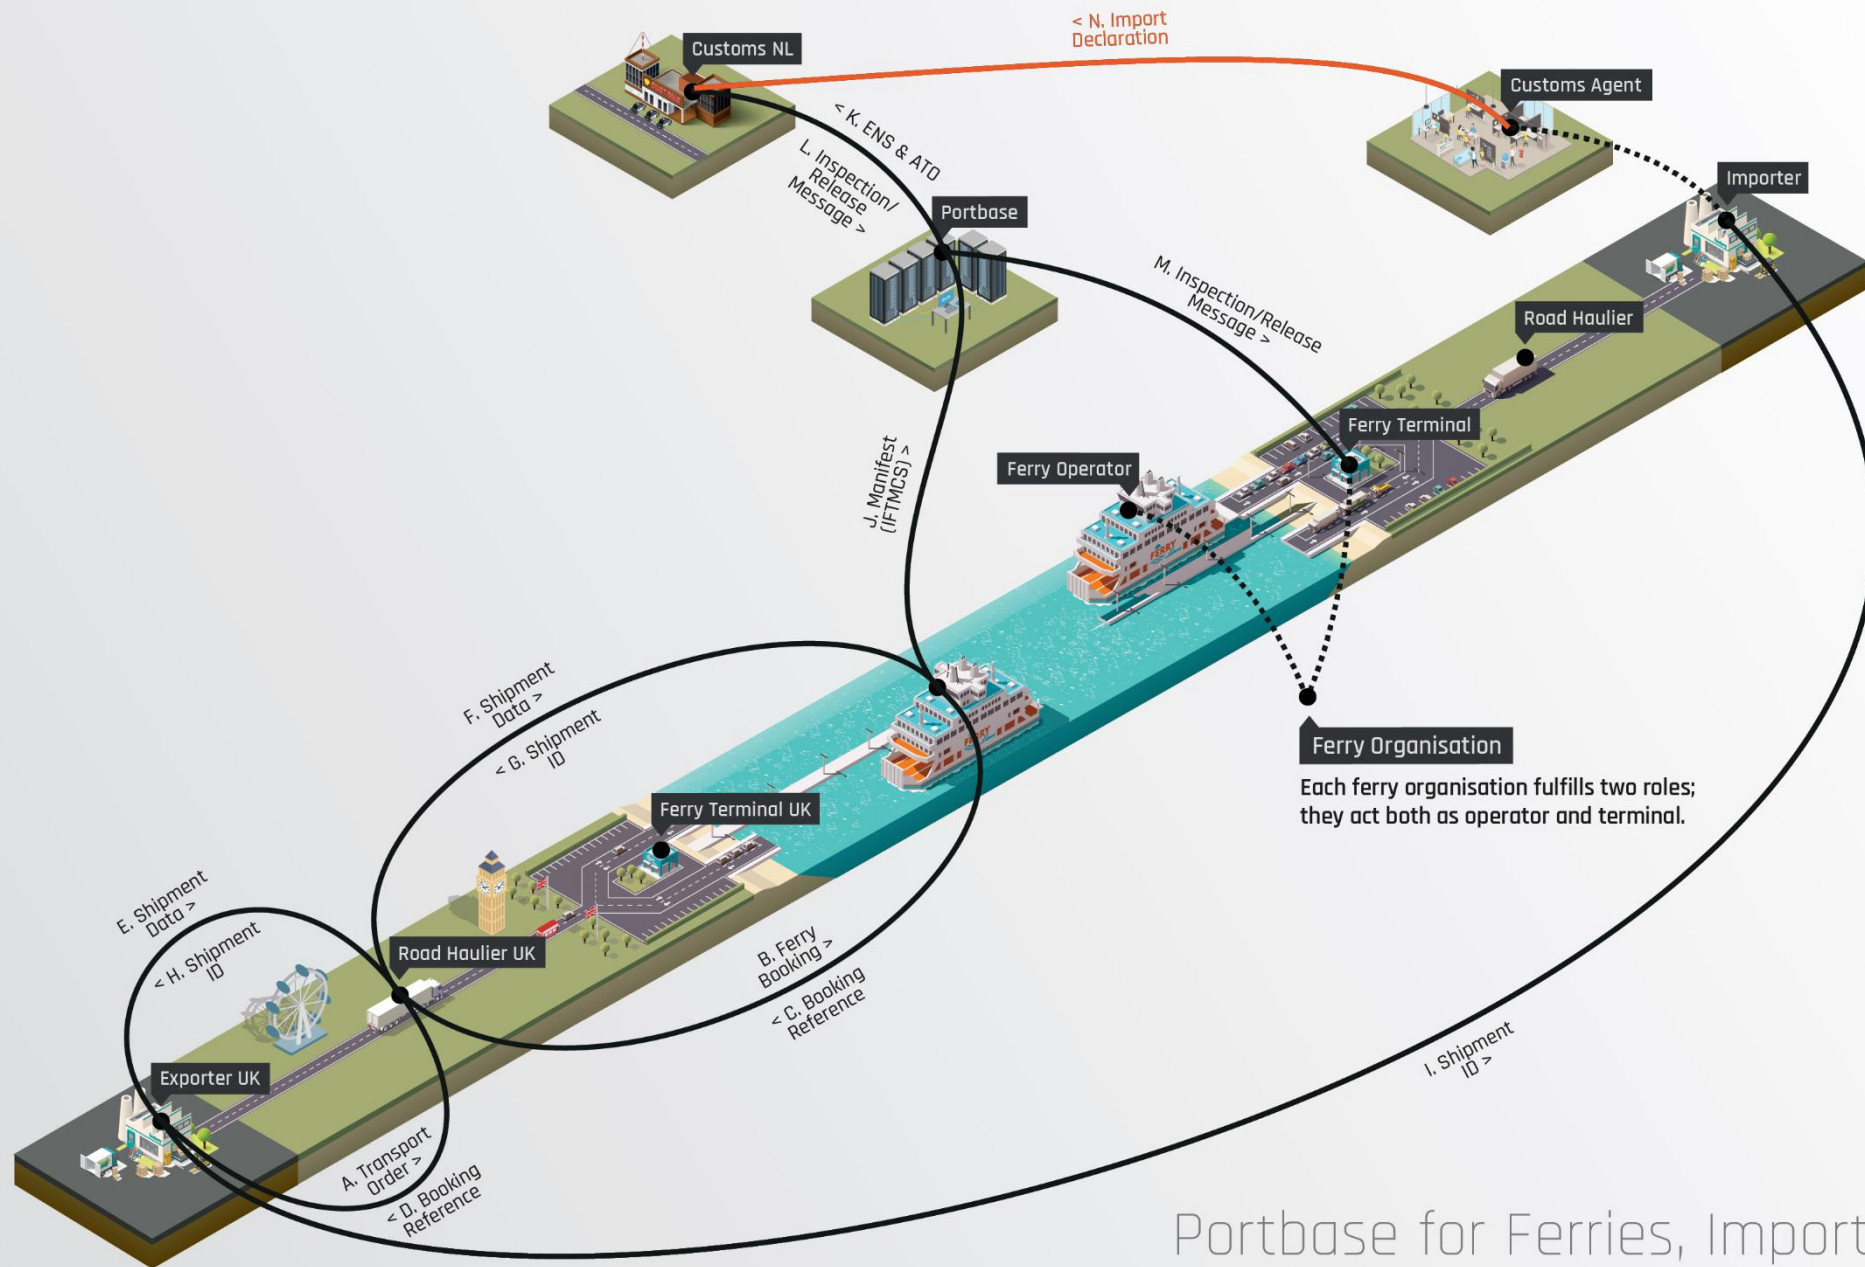 < N. Import
Declaration
Customs NL
Customs Agent
< K. ENS & ATO
L. Inspection/
Release
Message >
Importer
Portbase
M. Inspection/Release
Message >
Road Haulier
Ferry Terminal
Ferry Operator
J. Manifest
(IFTMCS) >
FERRY
F. Shipment
Data >
< G. Shipment
ID
FERRY
Ferry Organisation
Each ferry organisation fulfills two roles;
they act both as operator and terminal.
Ferry Terminal UK
E. Shipment
Data >
< H. Shipment
ID
Road Haulier UK
B. Ferry
Booking >
< C. Booking
Reference
I. Shipment
ID >
Exporter UK
A. Transport
Order >
< D. Booking
Reference
Portbase for Ferries, Import